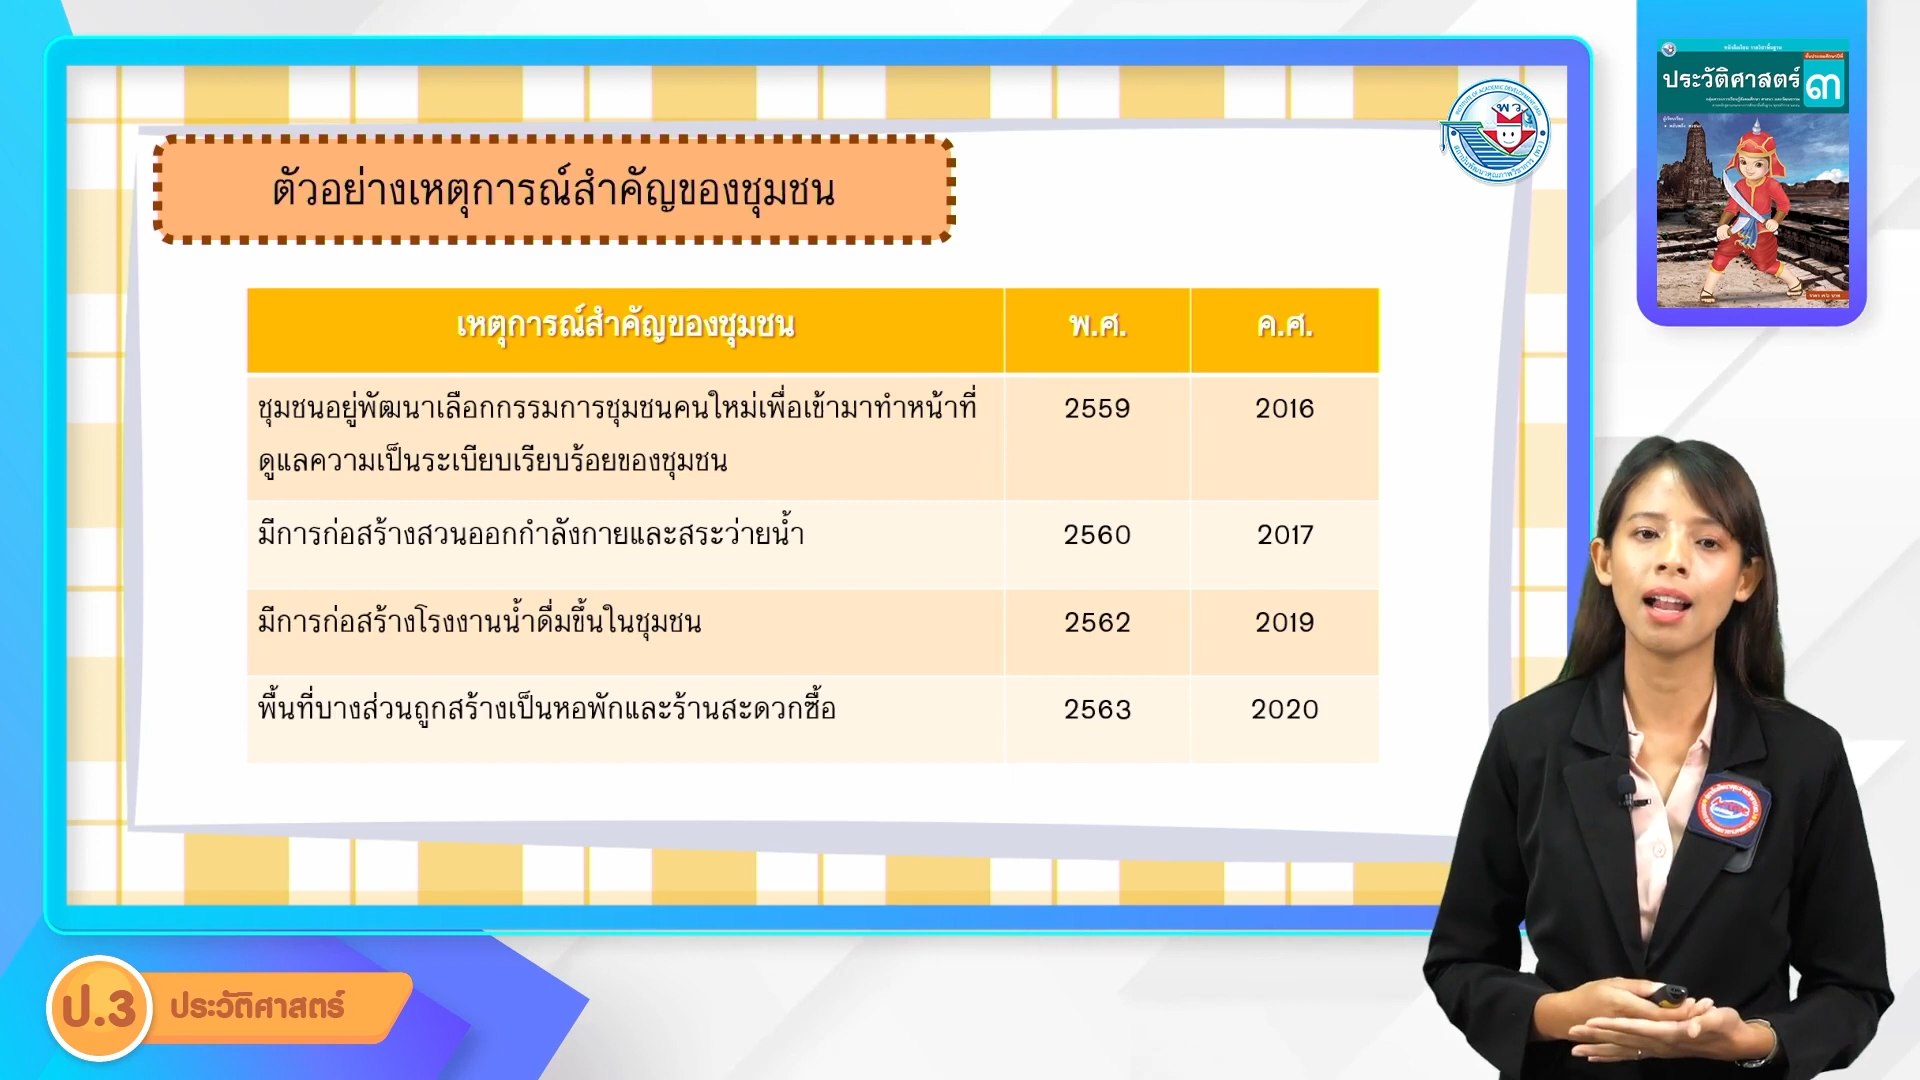 ตัวอย่างเหตุการณ์สำคัญของชุมชน
เหตุการณ์สำคัญของชุมชน พ.ศ. ค.ศ.
ชุมชนอยู่พัฒนาเลือกกรรมการชุมชนคนใหม่เพื่อเข้ามาทำหน้าที่ 2559 2016
ดูแลความเป็นระเบียบเรียบร้อยของชุมชน
มีการก่อสร้างสวนออกกำลังกายและสระว่ายน้ำ 2560 2017
มีการก่อสร้างโรงงานน้ำดื่มขึ้นในชุมชน 2562 2019
พื้นที่บางส่วนถูกสร้างเป็นหอพักและร้านสะดวกซื้อ 2563 2020
พว.
ประวัติศาสตร์ ๓
ป.3 ประวัติศาสตร์